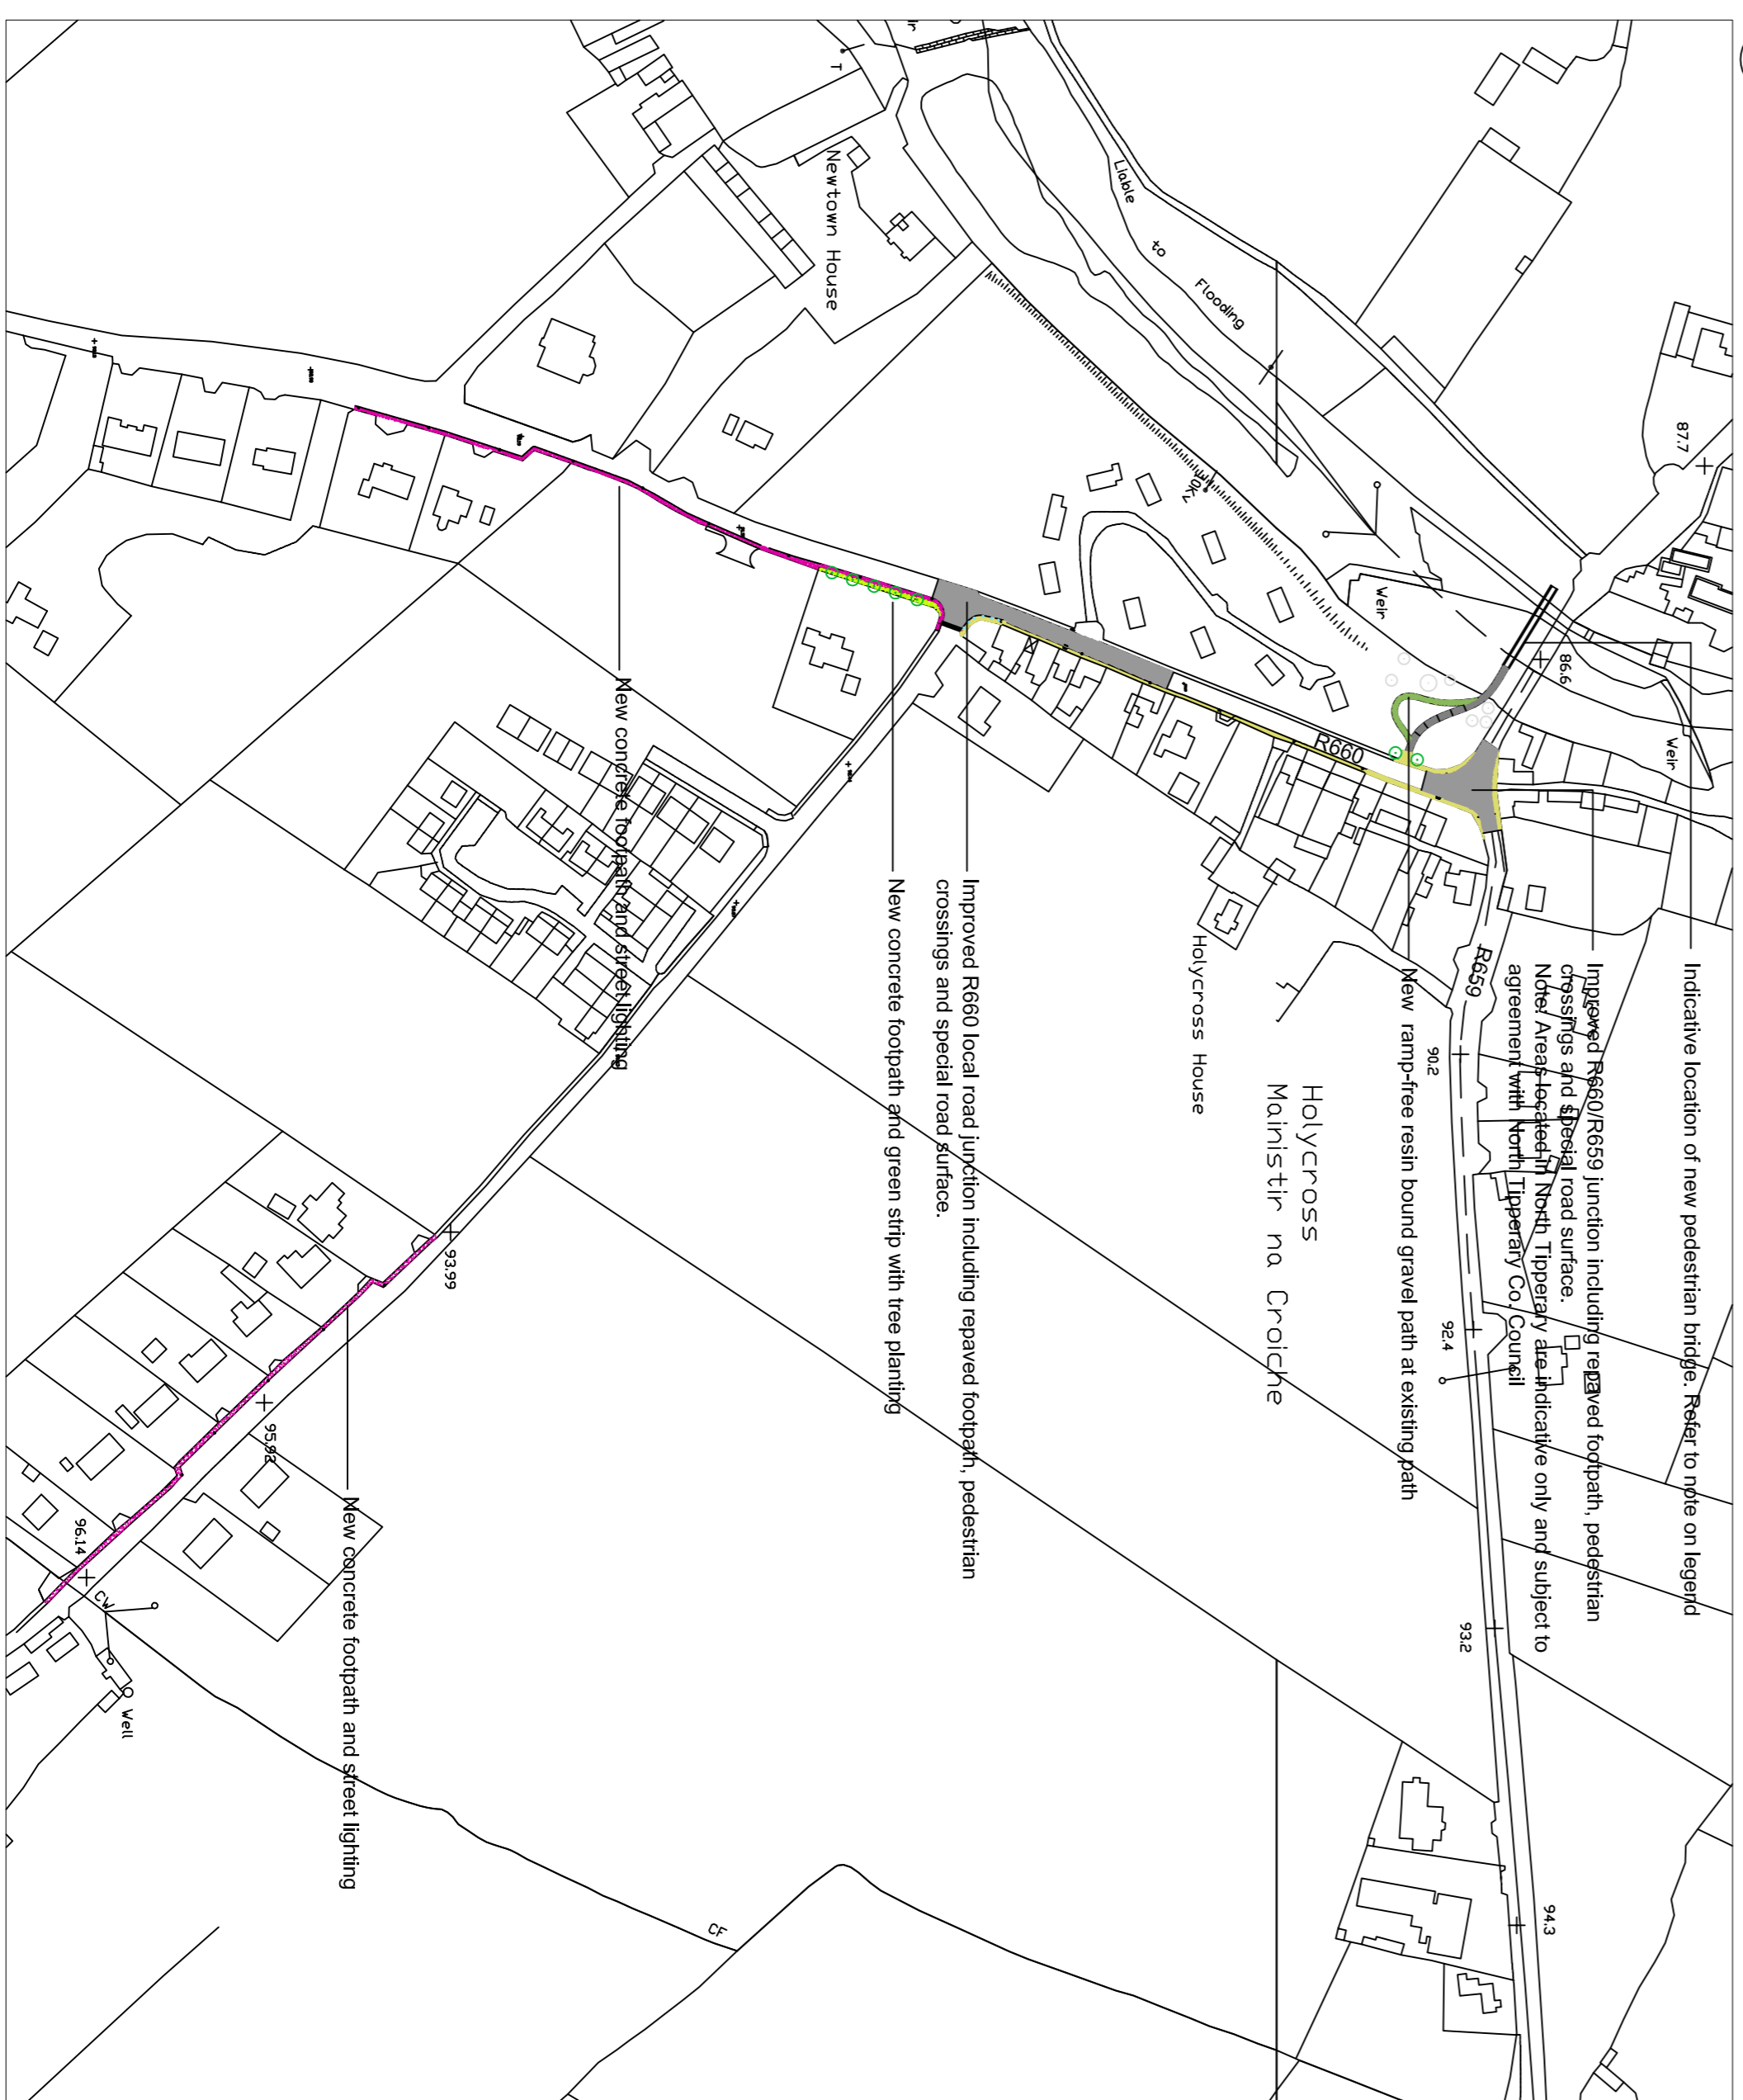 Indicative location of new pedestrian bridge. Refer to note on legend
Improved R660/R659 junction including repaved footpath, pedestrian
crossings and special road surface.
Note: Areas located in North Tipperary are indicative only and subject to
agreement with North Tipperary Co. Council
New ramp-free resin bound gravel path at existing path
Improved R660 local road junction including repaved footpath, pedestrian
crossings and special road surface.
New concrete footpath and green strip with tree planting
New concrete footpath and street lighting
New concrete footpath and street lighting
Holycross
Mainistir na Croiche
Holycross House
Newtown House
Liable
to
Flooding
Weir
Weir
R660
R659
87.7
86.6
90.2
92.4
93.2
94.3
93.99
95.92
96.14
CW
Well
CF
T